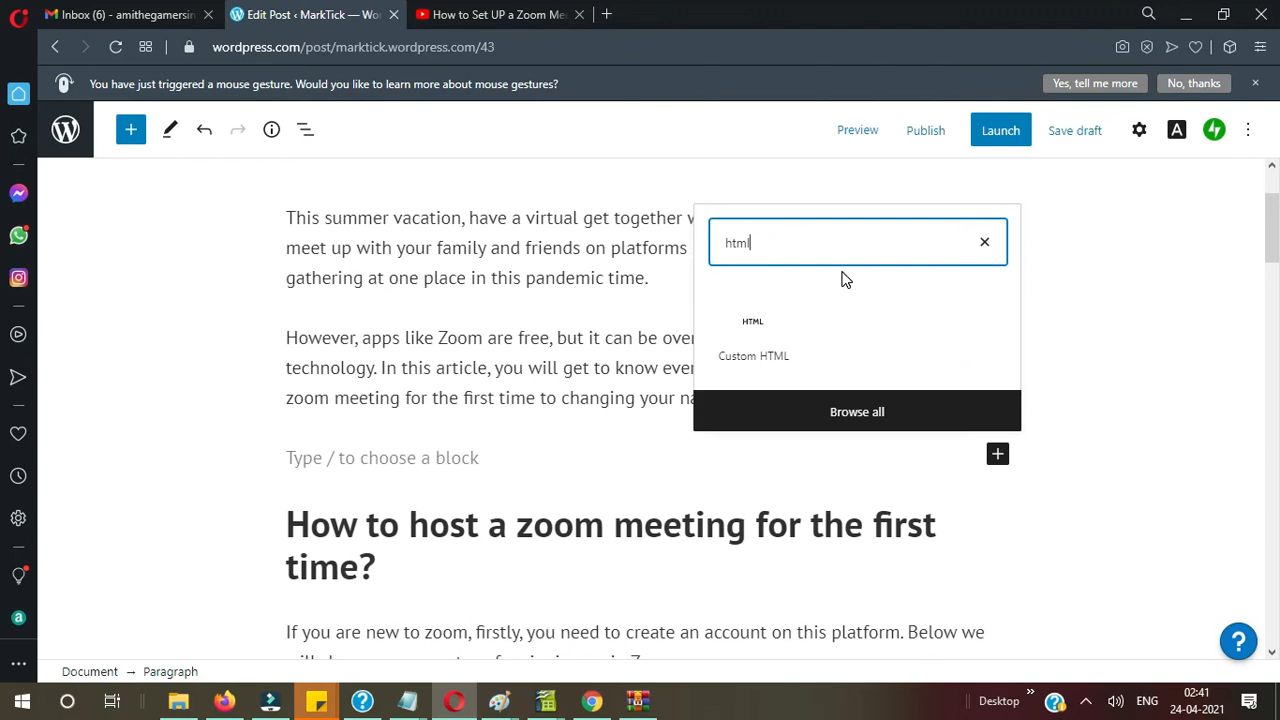 Inbox (6) - amithegamersin
Edit Post ‹ MarkTick — Wo
How to Set UP a Zoom Me
wordpress.com/post/marktick.wordpress.com/43
You have just triggered a mouse gesture. Would you like to learn more about mouse gestures?
Yes, tell me more
No, thanks
Preview
Publish
Launch
Save draft
This summer vacation, have a virtual get together
meet up with your family and friends on platforms
gathering at one place in this pandemic time.
However, apps like Zoom are free, but it can be over
technology. In this article, you will get to know ever
zoom meeting for the first time to changing your na
html
HTML
Custom HTML
Browse all
Type / to choose a block
How to host a zoom meeting for the first
time?
If you are new to zoom, firstly, you need to create an account on this platform. Below we
Document → Paragraph
Desktop
ENG
02:41
24-04-2021